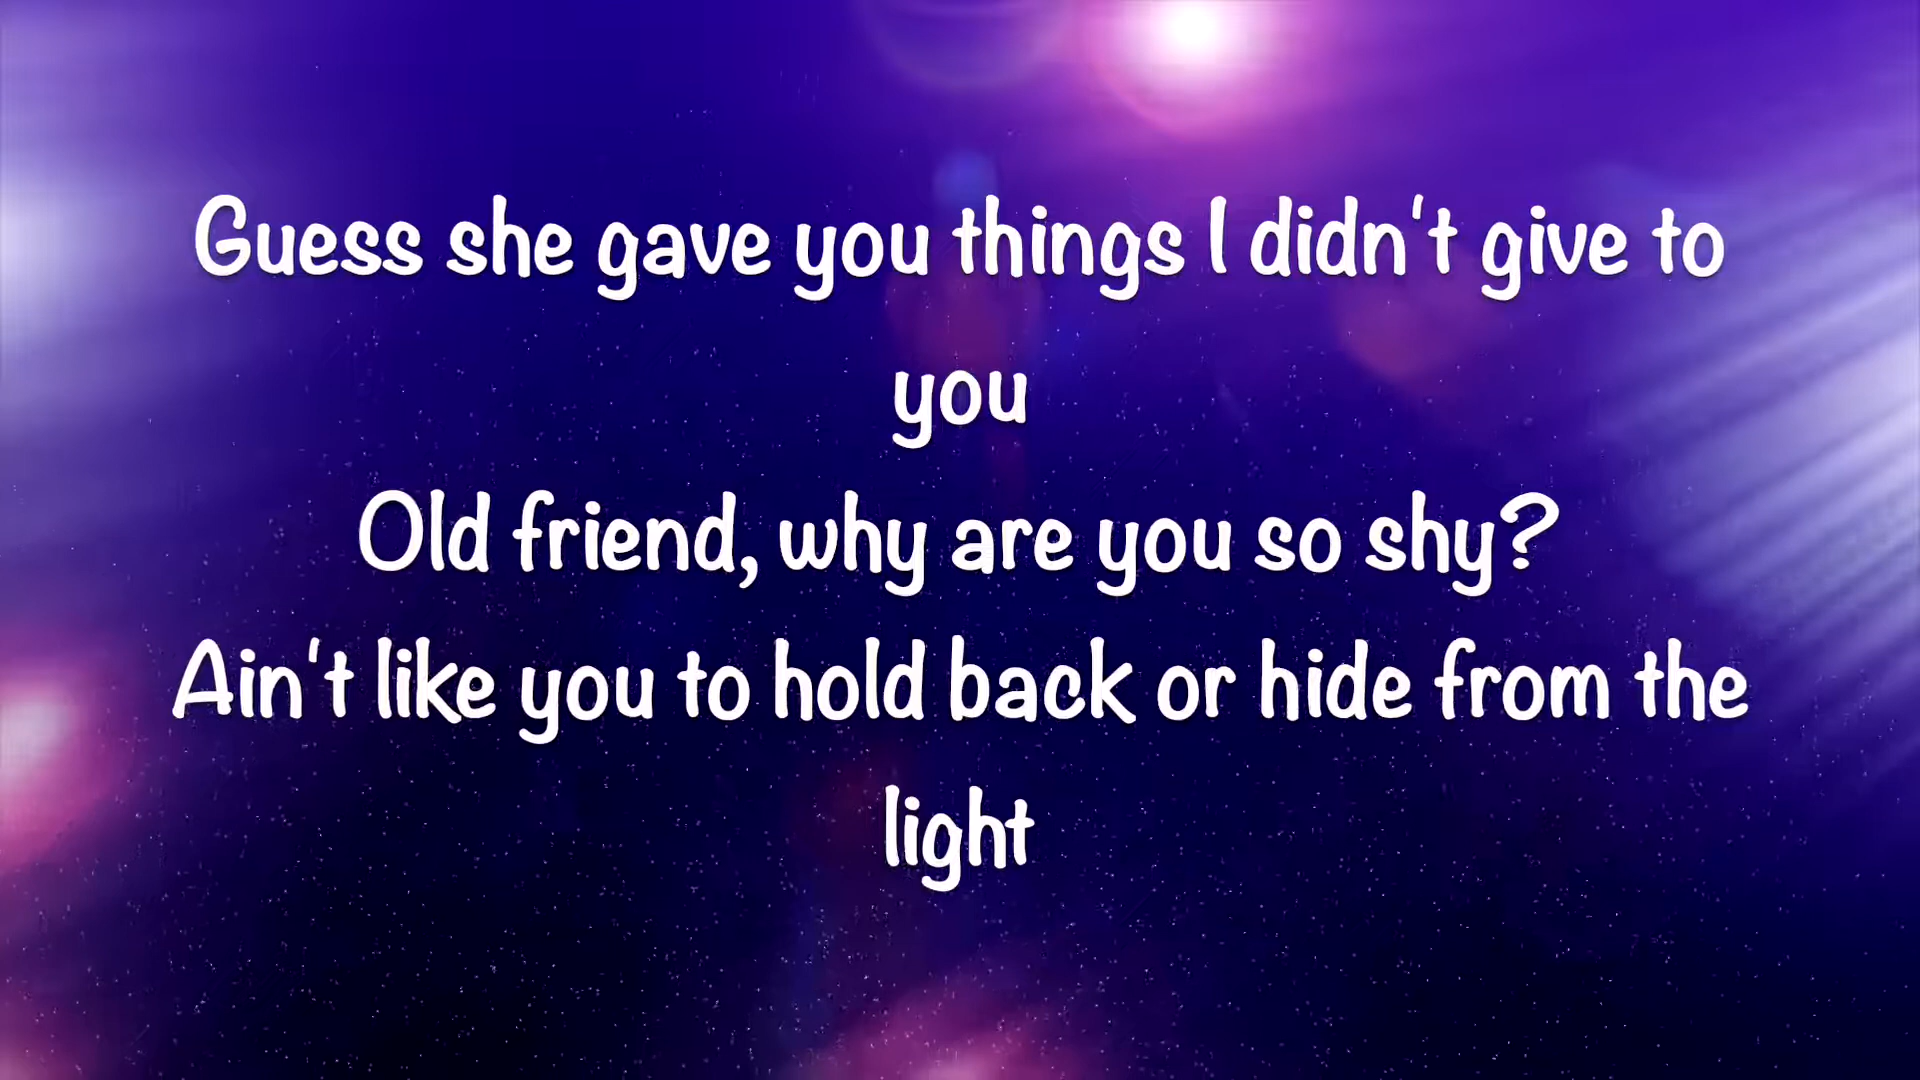 Guess she gave you things I didn't give to
you
Old friend, why are you so shy?
Ain't like you to hold back or hide from the
light